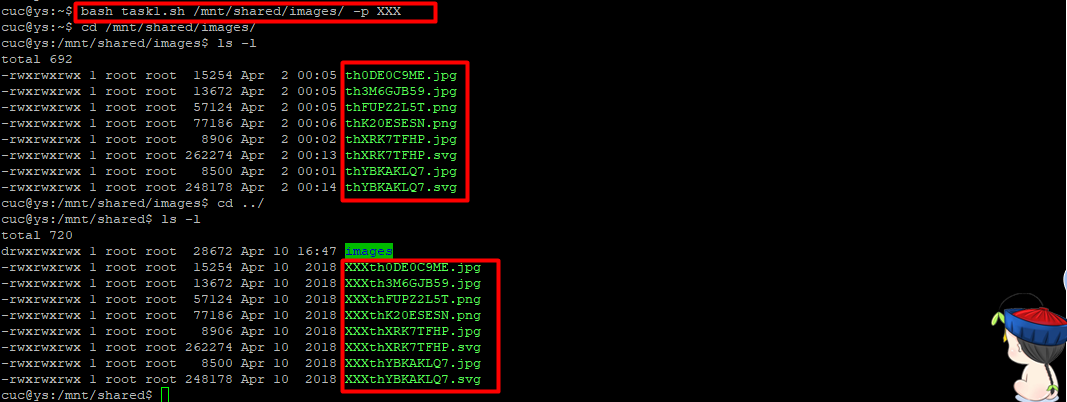 cuc@ys:~$ bash task1.sh /mnt/shared/images/ -p XXX
cuc@ys:~$ cd /mnt/shared/images/
cuc@ys:/mnt/shared/images$ ls -l
total 692
-rwxrwxrwx 1 root root  15254 Apr  2 00:05 th0DE0C9ME.jpg
-rwxrwxrwx 1 root root  13672 Apr  2 00:05 th3M6GJB59.jpg
-rwxrwxrwx 1 root root  57124 Apr  2 00:05 thFUPZ2L5T.png
-rwxrwxrwx 1 root root  77186 Apr  2 00:06 thK20ESESN.png
-rwxrwxrwx 1 root root   8906 Apr  2 00:02 thXRK7TFHP.jpg
-rwxrwxrwx 1 root root 262274 Apr  2 00:13 thXRK7TFHP.svg
-rwxrwxrwx 1 root root   8500 Apr  2 00:01 thYBKAKLQ7.jpg
-rwxrwxrwx 1 root root 248178 Apr  2 00:14 thYBKAKLQ7.svg
cuc@ys:/mnt/shared/images$ cd ../
cuc@ys:/mnt/shared$ ls -l
total 720
drwxrwxrwx 1 root root  28672 Apr 10 16:47 images
-rwxrwxrwx 1 root root  15254 Apr 10  2018 XXXth0DE0C9ME.jpg
-rwxrwxrwx 1 root root  13672 Apr 10  2018 XXXth3M6GJB59.jpg
-rwxrwxrwx 1 root root  57124 Apr 10  2018 XXXthFUPZ2L5T.png
-rwxrwxrwx 1 root root  77186 Apr 10  2018 XXXthK20ESESN.png
-rwxrwxrwx 1 root root   8906 Apr 10  2018 XXXthXRK7TFHP.jpg
-rwxrwxrwx 1 root root 262274 Apr 10  2018 XXXthXRK7TFHP.svg
-rwxrwxrwx 1 root root   8500 Apr 10  2018 XXXthYBKAKLQ7.jpg
-rwxrwxrwx 1 root root 248178 Apr 10  2018 XXXthYBKAKLQ7.svg
cuc@ys:/mnt/shared$